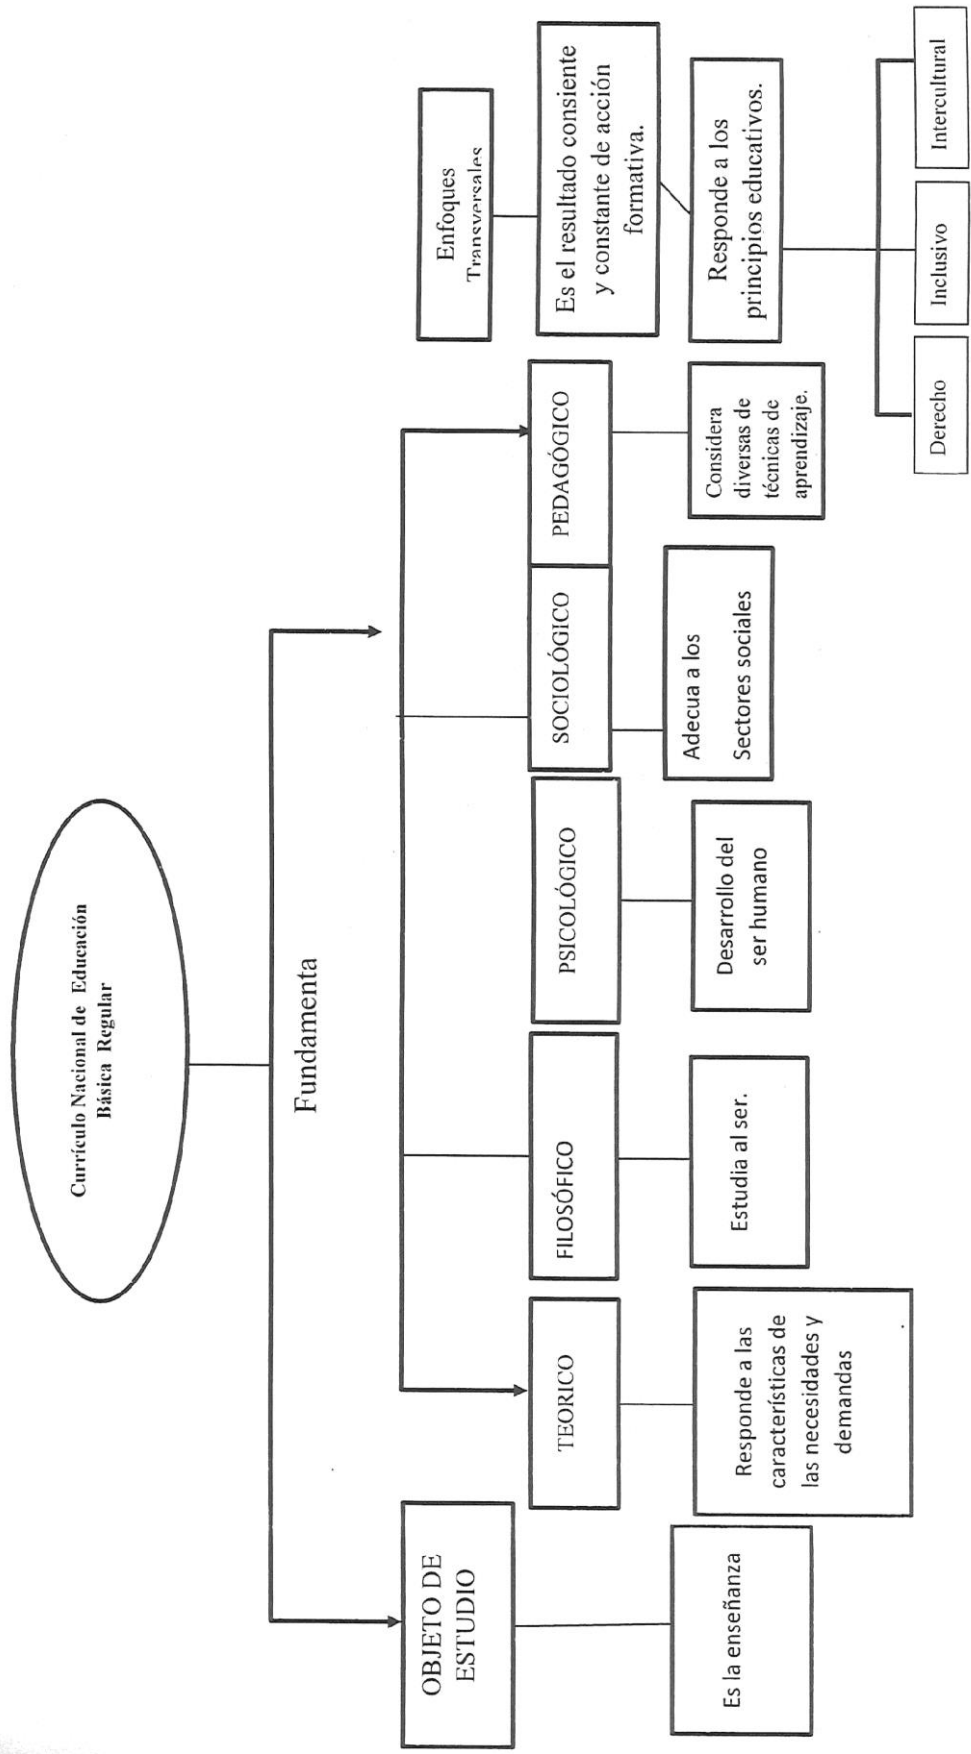 Currículo Nacional de Educación
Básica Regular
Fundamenta
OBJETO DE
ESTUDIO
Es la enseñanza
TEORICO
Responde a las
características de
las necesidades y
demandas
FILOSÓFICO
Estudia al ser.
PSICOLÓGICO
Desarrollo del
ser humano
SOCIOLÓGICO
Adecua a los
Sectores sociales
PEDAGÓGICO
Considera
diversas de
técnicas de
aprendizaje.
Enfoques
Transversales
Es el resultado consiente
y constante de acción
formativa.
Responde a los
principios educativos.
Derecho
Inclusivo
Intercultural